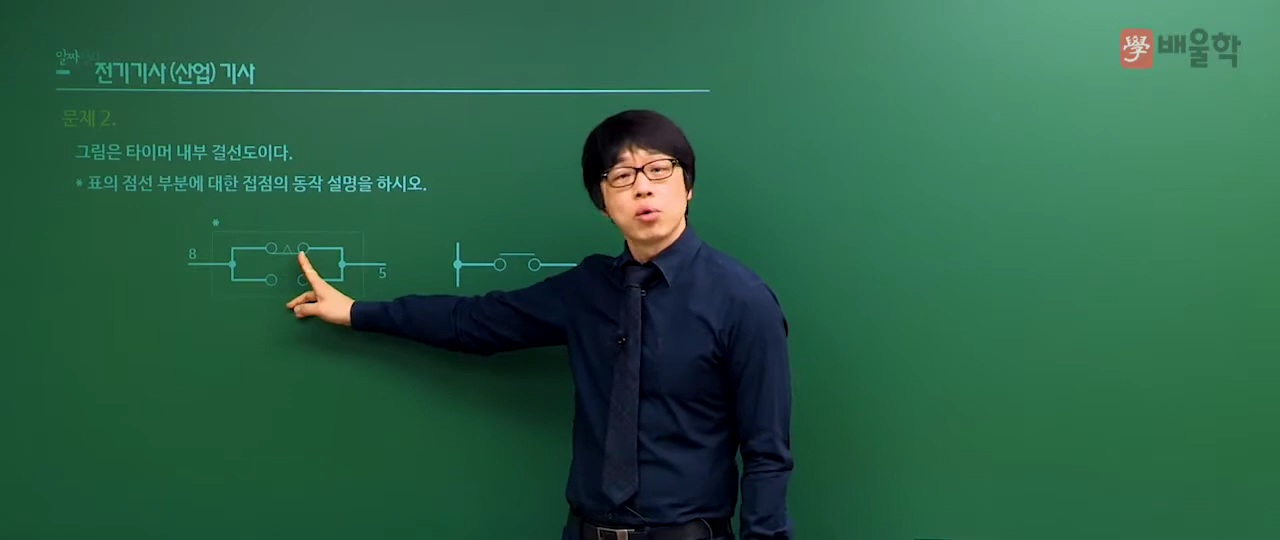 學 배울학
알짜
전기기사 (산업) 기사
문제 2.
그림은 타이머 내부 결선도이다.
* 표의 점선 부분에 대한 접점의 동작 설명을 하시오.
*
8
5